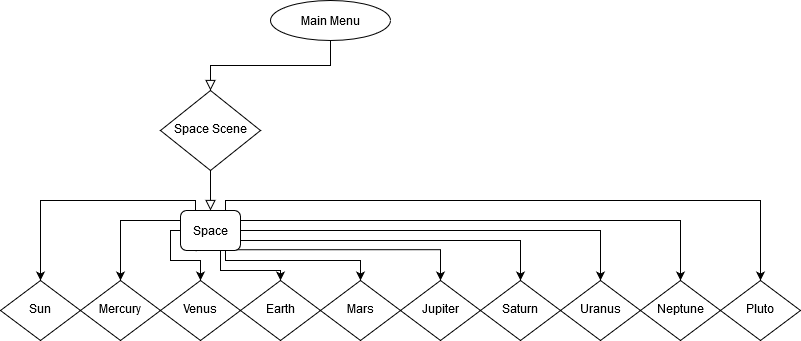 Main Menu
Space Scene
Space
Sun
Mercury
Venus
Earth
Mars
Jupiter
Saturn
Uranus
Neptune
Pluto